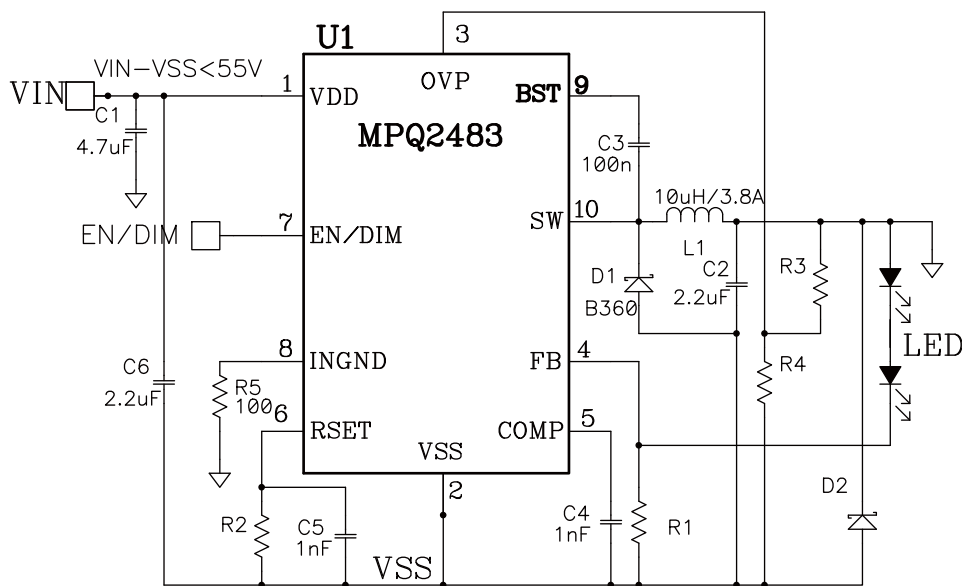 U1
3
VIN-VSS<55V
VIN
1
VDD
OVP
BST
9
C1
4.7uF
MPQ2483
C3
100n
10uH/3.8A
EN/DIM
7
EN/DIM
SW
10
L1
D1
B360
C2
2.2uF
R3
LED
8
INGND
FB
4
R4
C6
2.2uF
R5
100
6
RSET
COMP
5
VSS
2
D2
R2
C5
1nF
C4
1nF
R1
VSS